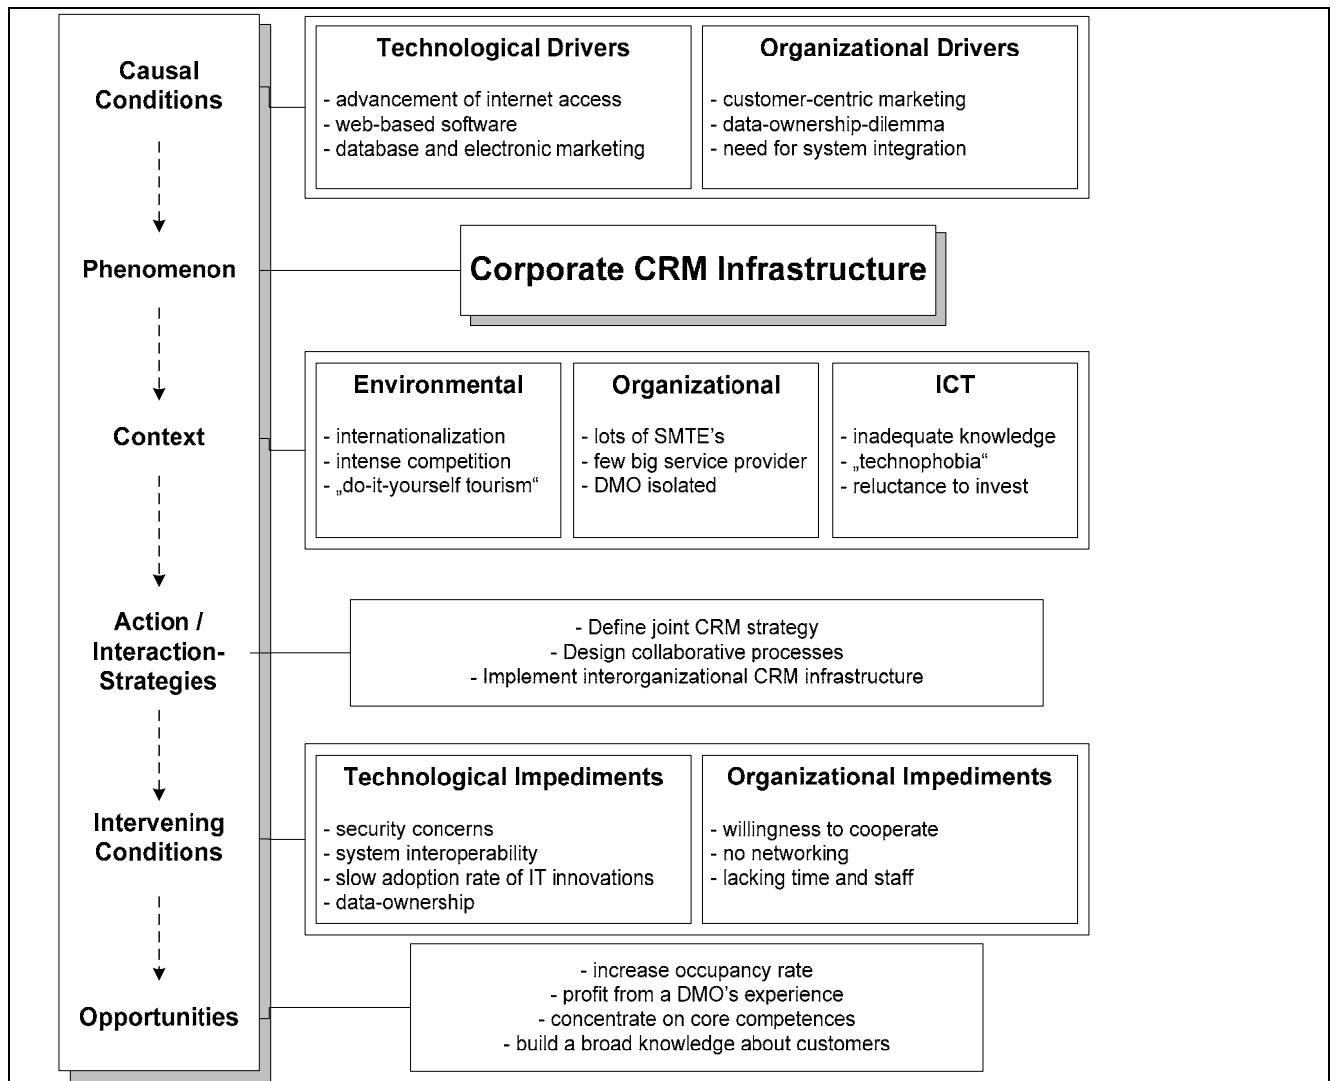 Causal
Conditions
Technological Drivers
- advancement of internet access
- web-based software
- database and electronic marketing
Organizational Drivers
- customer-centric marketing
- data-ownership-dilemma
- need for system integration
Phenomenon
Corporate CRM Infrastructure
Context
Environmental
- internationalization
- intense competition
- „do-it-yourself tourism“
Organizational
- lots of SMTE’s
- few big service provider
- DMO isolated
ICT
- inadequate knowledge
- „technophobia“
- reluctance to invest
Action /
Interaction-
Strategies
- Define joint CRM strategy
- Design collaborative processes
- Implement interorganizational CRM infrastructure
Intervening
Conditions
Technological Impediments
- security concerns
- system interoperability
- slow adoption rate of IT innovations
- data-ownership
Organizational Impediments
- willingness to cooperate
- no networking
- lacking time and staff
Opportunities
- increase occupancy rate
- profit from a DMO’s experience
- concentrate on core competences
- build a broad knowledge about customers